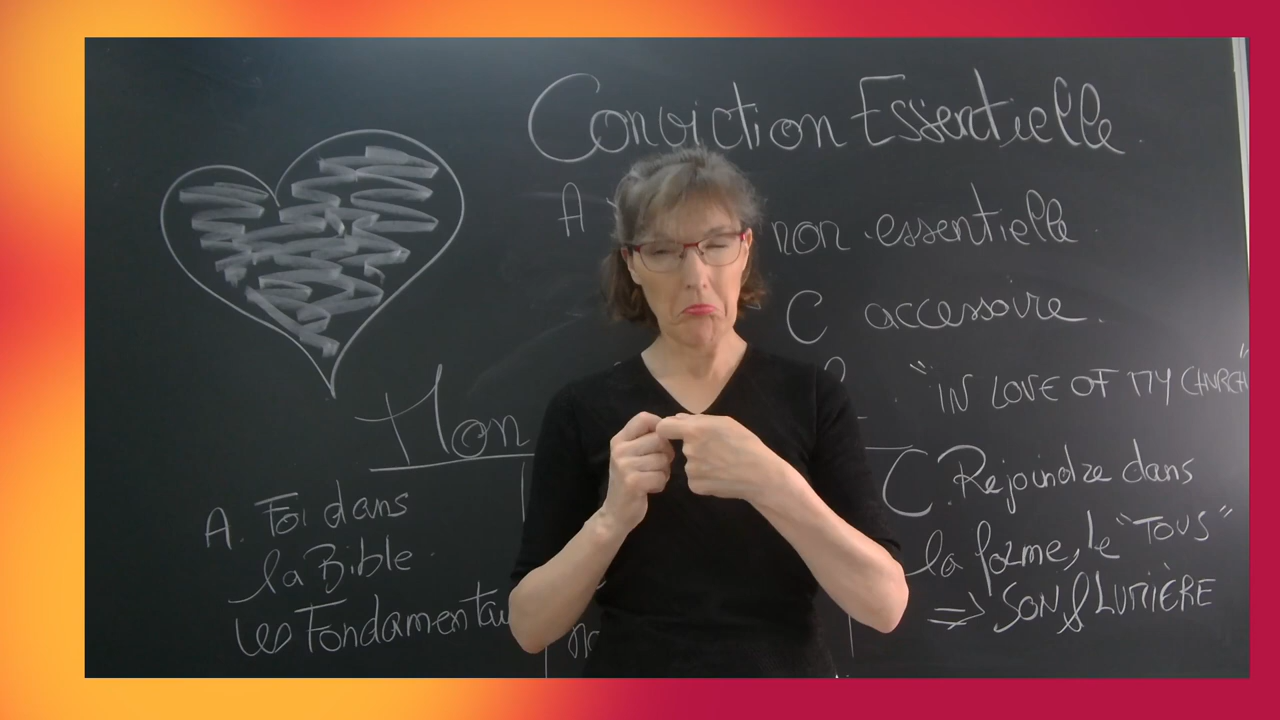 Conviction Essentielle.
A
non essentielle.
C accessoire.
"IN LOVE OF MY CHURCH"
Mon
A. Foi dans
la Bible.
les Fondamentau
C. Rejoindre dans
la forme, le "TOUS"
=> SON & LUMIÈRE